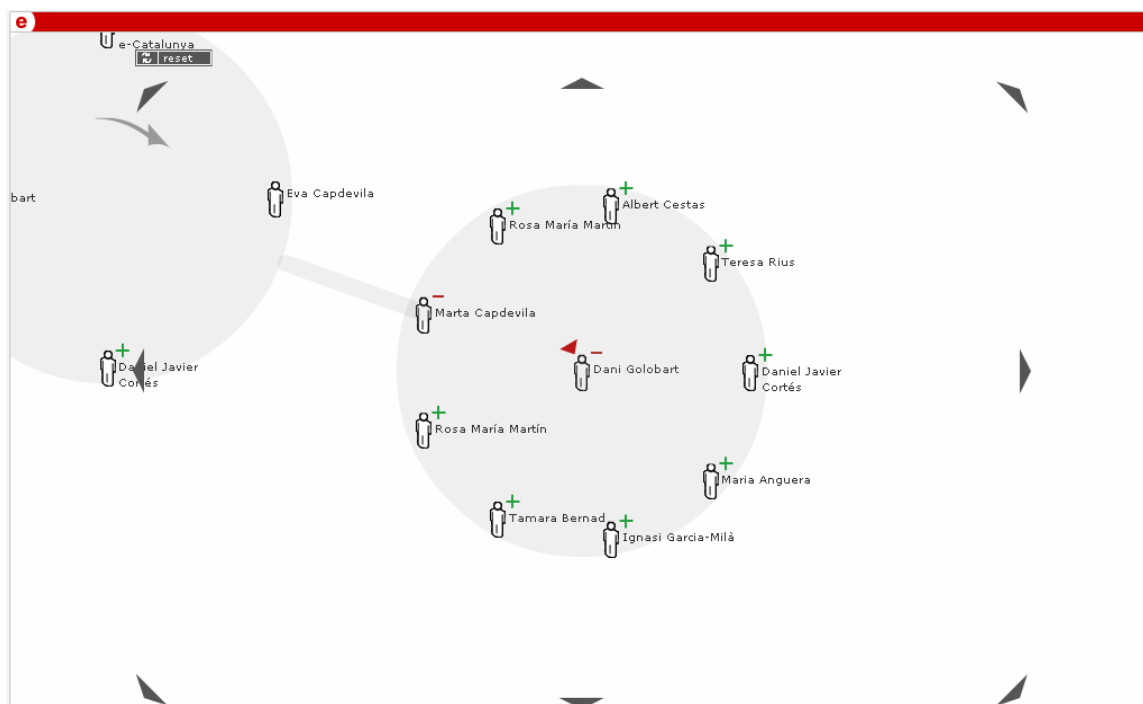 e
e-Catalunya
reset
Eva Capdevila
bart
Albert Cestas
Rosa María Martín
Teresa Rius
Marta Capdevila
Dani Golobart
Daniel Javier
Cortés
Daniel Javier
Cortés
Rosa María Martín
Maria Anguera
Tamara Bernad
Ignasi Garcia-Milà